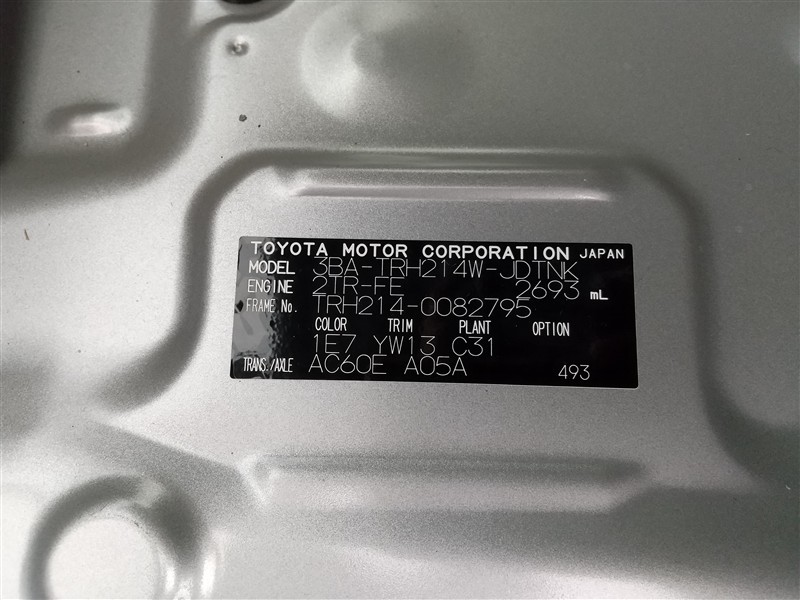 TOYOTA MOTOR CORPORATION JAPAN
MODEL 3BA-TRH214W-JDTNK
ENGINE 2TR-FE 2693 mL
FRAME No. TRH214-0082795
COLOR TRIM PLANT OPTION
1E7 YW13 C31
TRANS./AXLE AC60E A05A 493